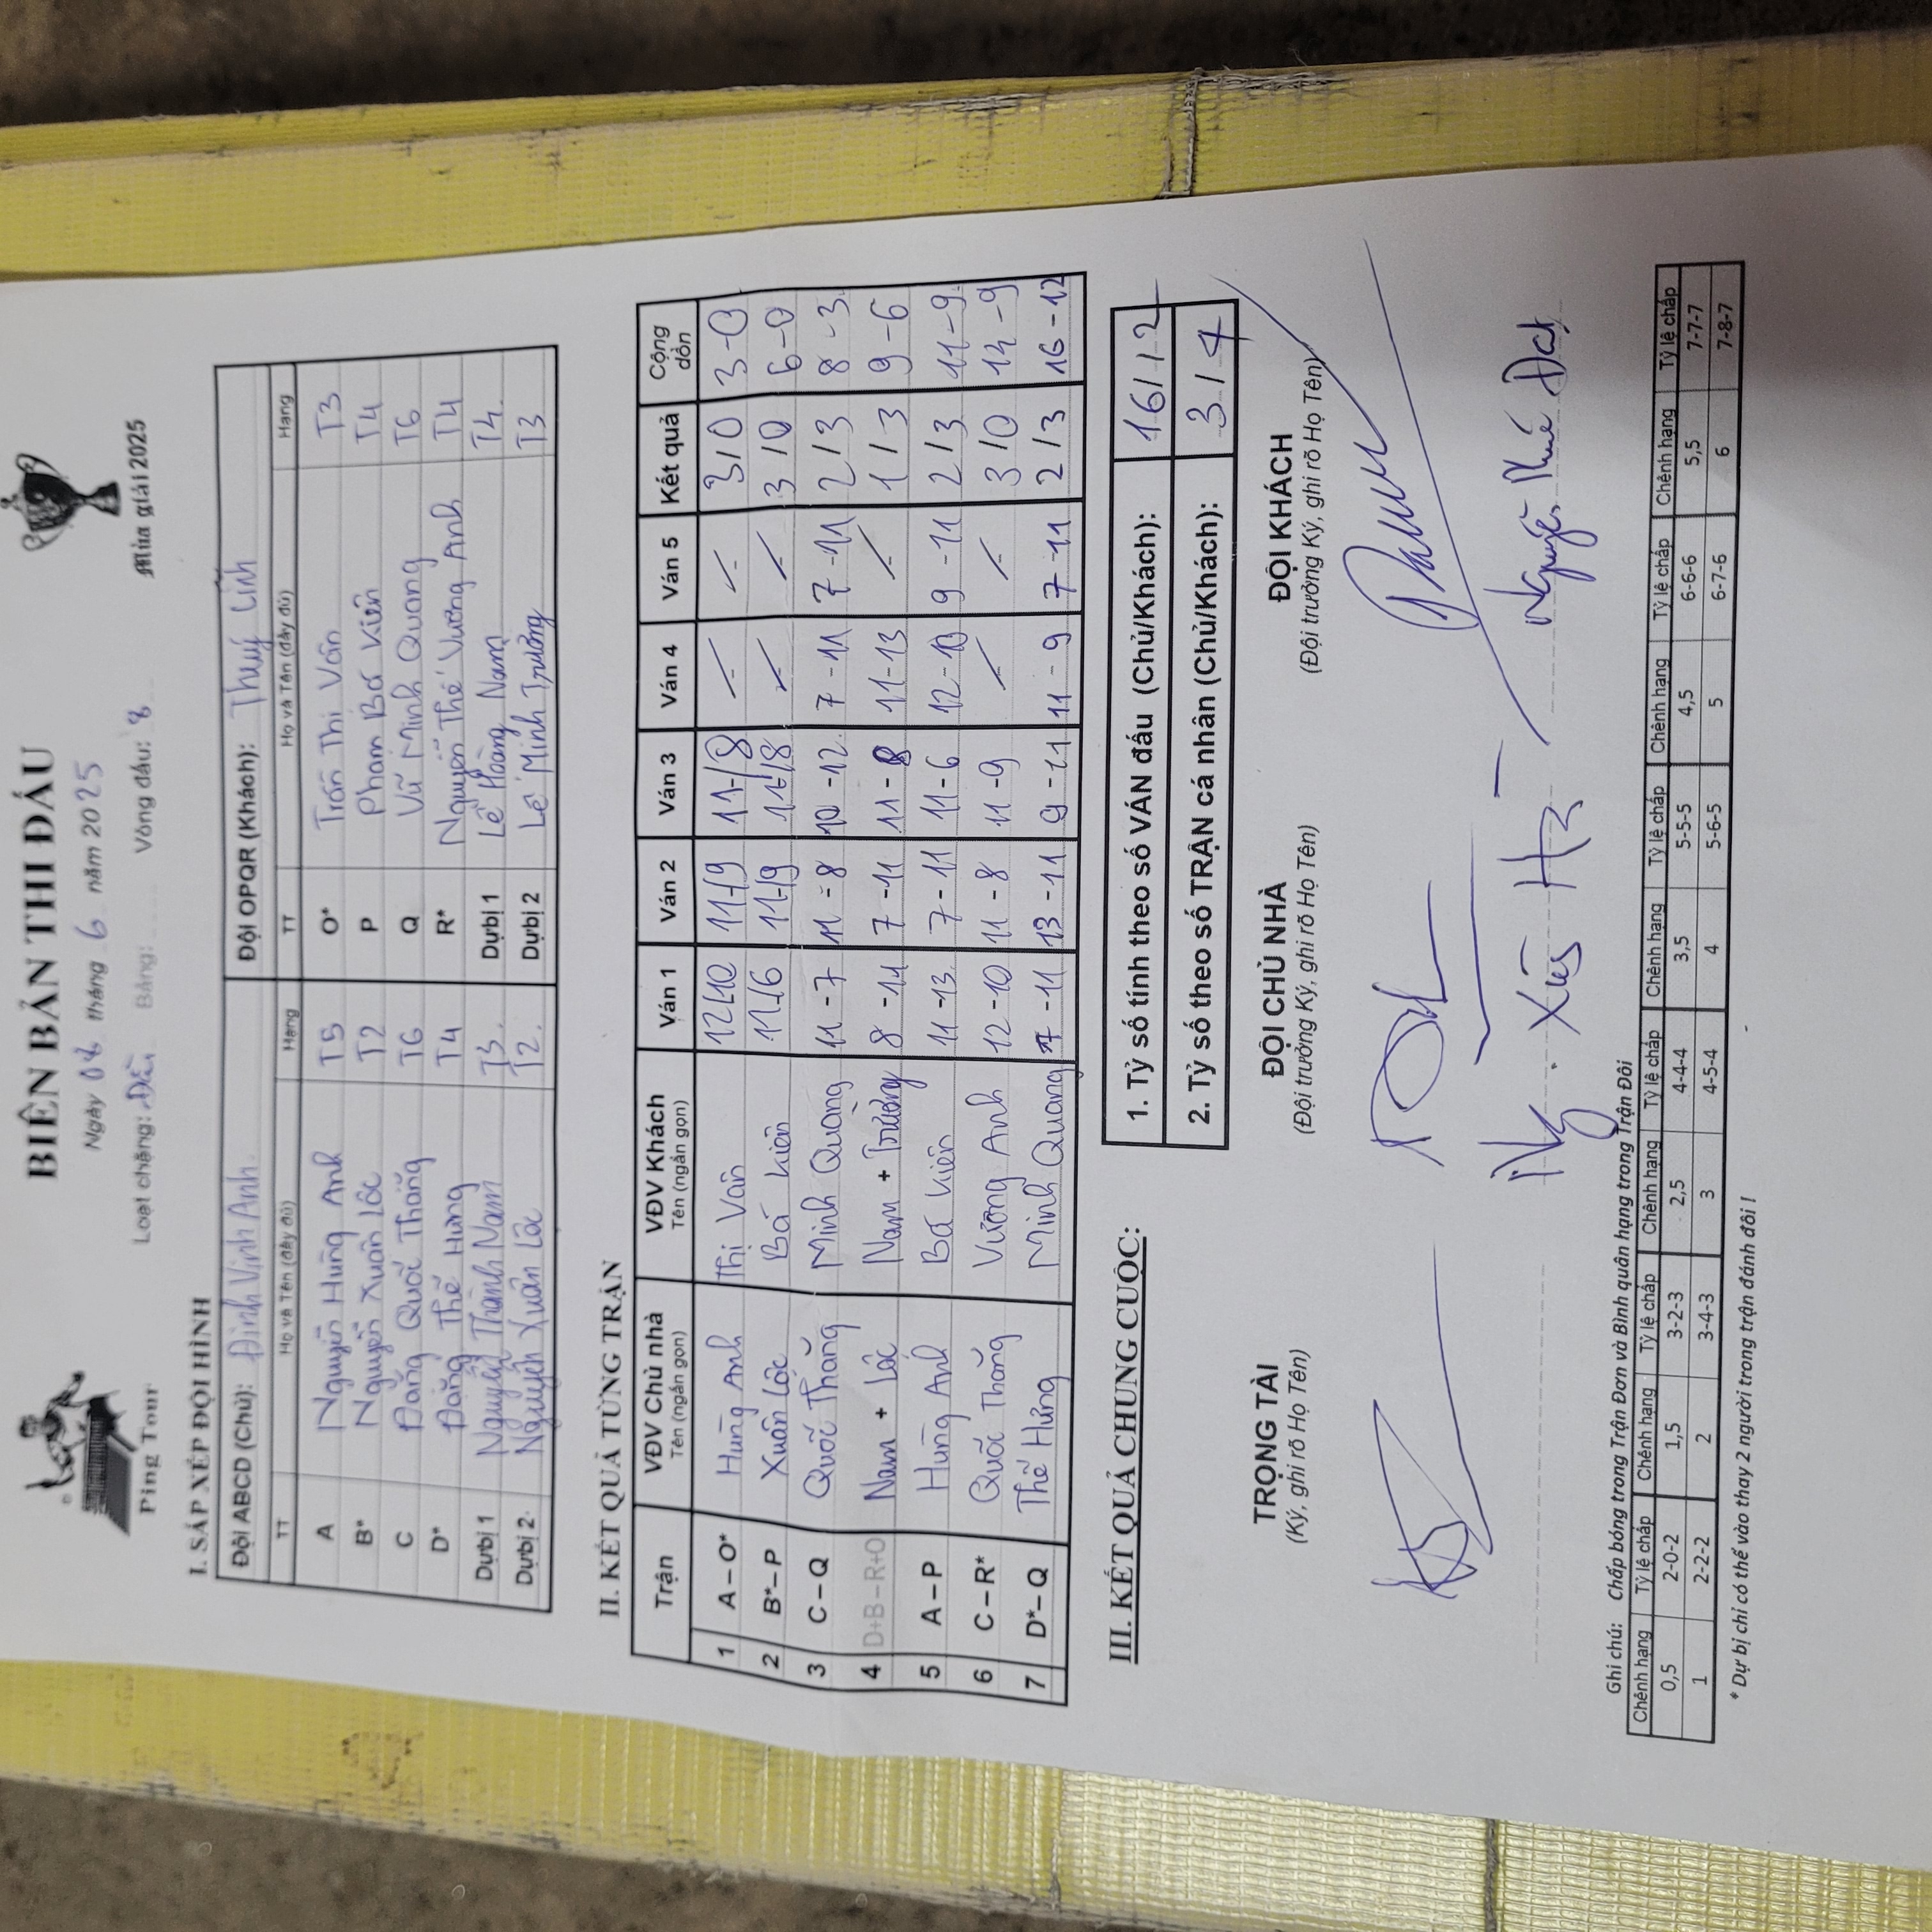 BIÊN BẢN THI ĐẤU
Ngày 08 tháng 6 năm 2025
Loạt chặng: Đến Bảng: Vòng đấu: 8
Ping Tour
Mùa giải 2025
I. SẮP XẾP ĐỘI HÌNH
Đội ABCD (Chủ): Đinh Vinh Anh. Đội OPQR (Khách): Thuỳ Linh
TT Họ và Tên (đầy đủ) Hạng TT Họ và Tên (đầy đủ) Hạng
A Nguyễn Hùng Anh T5 O* Trần Thi Vân T3
B* Nguyễn Xuân Lộc T2 P Phạm Bá Kiên T4
C Đặng Quốc Thắng T6 Q Vũ Minh Quang T6
D* Đặng Thế Hưng T4 R* Nguyễn Thế Vương Anh T4
Dự bị 1 Nguyễn Thành Nam T3. Dự bị 1 Lê Hoàng Nam T4.
Dự bị 2 Nguyễn Xuân Lộc T2. Dự bị 2 Lê Minh Trường T3
II. KẾT QUẢ TỪNG TRẬN
Trận VĐV Chủ nhà VĐV Khách Ván 1 Ván 2 Ván 3 Ván 4 Ván 5 Kết quả Cộng dồn
Tên (ngắn gọn) Tên (ngắn gọn)
1 A – O* Hùng Anh Thị Vân 12/10 11-/9 11-/8 3/0 3-0
2 B* – P Xuân Lộc Bá Kiên 11/6 11-/9 11-/8 3/0 6-0
3 C – Q Quốc Thắng Minh Quang 11-7 11-8 10-12 7-11 7-11 2/3 8-3
4 D+B – R+O Nam + Lộc Nam + Trường 8-11 7-11 11-8 11-13 1/3 9-6
5 A – P Hùng Anh Bá Kiên 11-13 7-11 11-6 12-10 9-11 2/3 11-9
6 C – R* Quốc Thắng Vương Anh 12-10 11-8 11-9 3/0 14-9
7 D* – Q Thế Hưng Minh Quang 7-11 13-11 9-11 11-9 7-11 2/3 16-12
III. KẾT QUẢ CHUNG CUỘC:
1. Tỷ số tính theo số VÁN đấu (Chủ/Khách): 16/12
2. Tỷ số theo số TRẬN cá nhân (Chủ/Khách): 3/4
TRỌNG TÀI ĐỘI CHỦ NHÀ ĐỘI KHÁCH
(Ký, ghi rõ Họ Tên) (Đội trưởng Ký, ghi rõ Họ Tên) (Đội trưởng Ký, ghi rõ Họ Tên)
Ng. Xuân Hà Nguyễn Thế Đạt
Ghi chú: Chấp bóng trong Trận Đơn và Bình quân hạng trong Trận Đôi
Chênh hạng Tỷ lệ chấp Chênh hạng Tỷ lệ chấp Chênh hạng Tỷ lệ chấp Chênh hạng Tỷ lệ chấp Chênh hạng Tỷ lệ chấp Chênh hạng Tỷ lệ chấp
0,5 2-0-2 1,5 3-2-3 2,5 4-4-4 3,5 5-5-5 4,5 6-6-6 5,5 7-7-7
1 2-2-2 2 3-4-3 3 4-5-4 4 5-6-5 5 6-7-6 6 7-8-7
* Dự bị chỉ có thể vào thay 2 người trong trận đánh đôi !